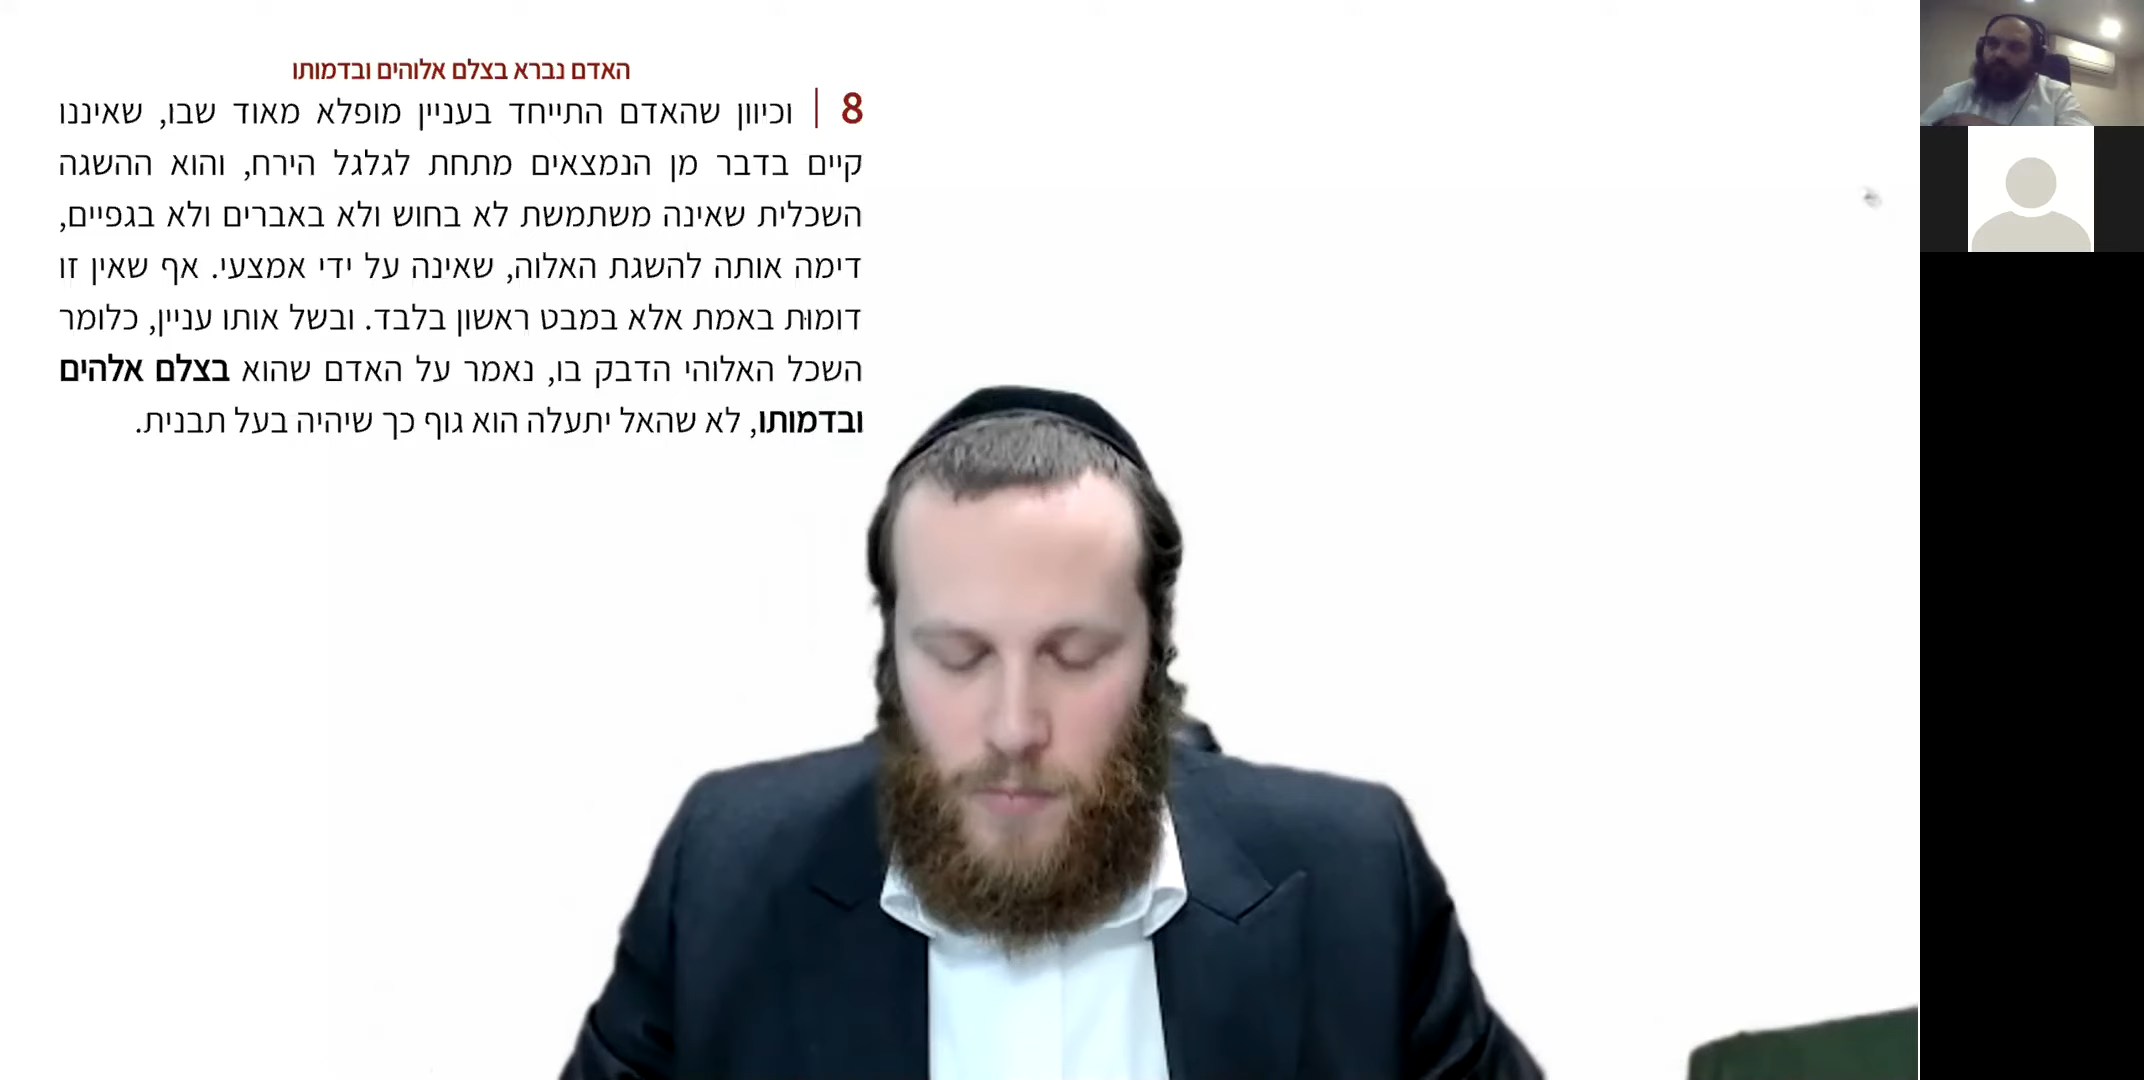 האדם נברא בצלם אלוהים ובדמותו
8 | וכיוון שהאדם התייחד בעניין מופלא מאוד שבו, שאיננו
קיים בדבר מן הנמצאים מתחת לגלגל הירח, והוא ההשגה
השכלית שאינה משתמשת לא בחוש ולא באברים ולא בגפיים,
דימה אותה להשגת האלוה, שאינה על ידי אמצעי. אף שאין זו
דומוּת באמת אלא במבט ראשון בלבד. ובשל אותו עניין, כלומר
השכל האלוהי הדבק בו, נאמר על האדם שהוא בצלם אלהים
ובדמותו, לא שהאל יתעלה הוא גוף כך שיהיה בעל תבנית.